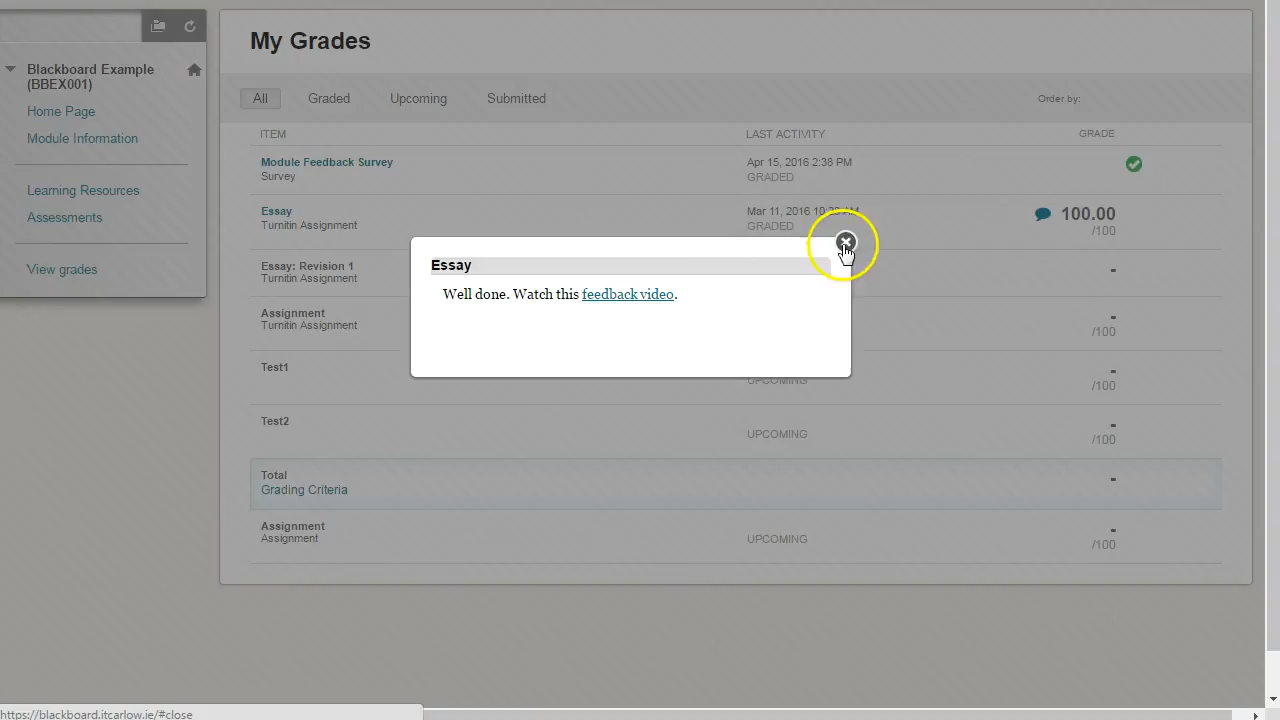 My Grades
Blackboard Example
(BBEX001)
Home Page
Module Information
Learning Resources
Assessments
View grades
All Graded Upcoming Submitted Order by:
ITEM LAST ACTIVITY GRADE
Module Feedback Survey Apr 15, 2016 2:38 PM
Survey GRADED
Essay Mar 11, 2016 100.00
Turnitin Assignment GRADED /100
Essay
Well done. Watch this feedback video.
Essay: Revision 1 -
Turnitin Assignment
Assignment -
Turnitin Assignment /100
Test1 -
UPCOMING /100
Test2 -
UPCOMING /100
Total -
Grading Criteria
Assignment -
Assignment UPCOMING /100
https://blackboard.itcarlow.ie/#close